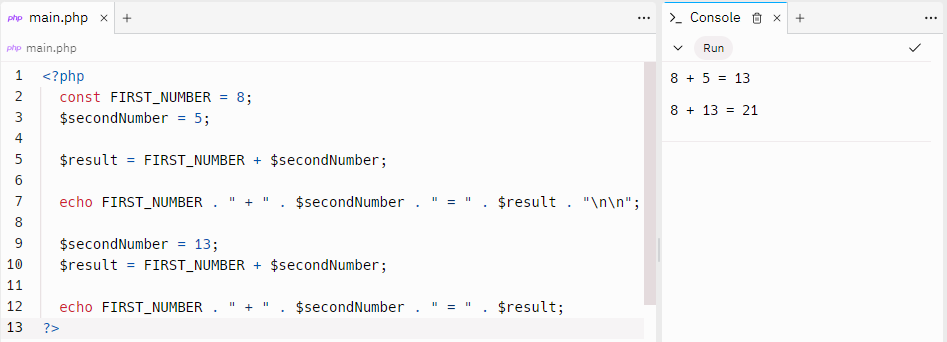 php main.php × +
php main.php
1 <?php
2 const FIRST_NUMBER = 8;
3 $secondNumber = 5;
4
5 $result = FIRST_NUMBER + $secondNumber;
6
7 echo FIRST_NUMBER . " + " . $secondNumber . " = " . $result . "\n\n";
8
9 $secondNumber = 13;
10 $result = FIRST_NUMBER + $secondNumber;
11
12 echo FIRST_NUMBER . " + " . $secondNumber . " = " . $result;
13 ?>
>_ Console × +
Run
8 + 5 = 13
8 + 13 = 21